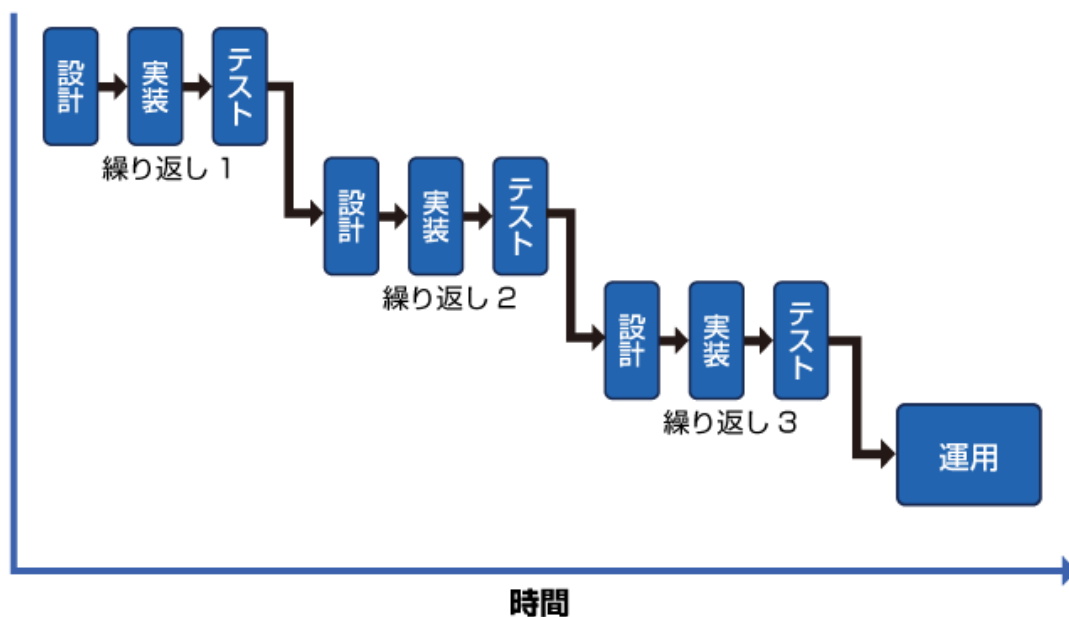 設計
実装
テスト
繰り返し 1
設計
実装
テスト
繰り返し 2
設計
実装
テスト
繰り返し 3
運用
時間